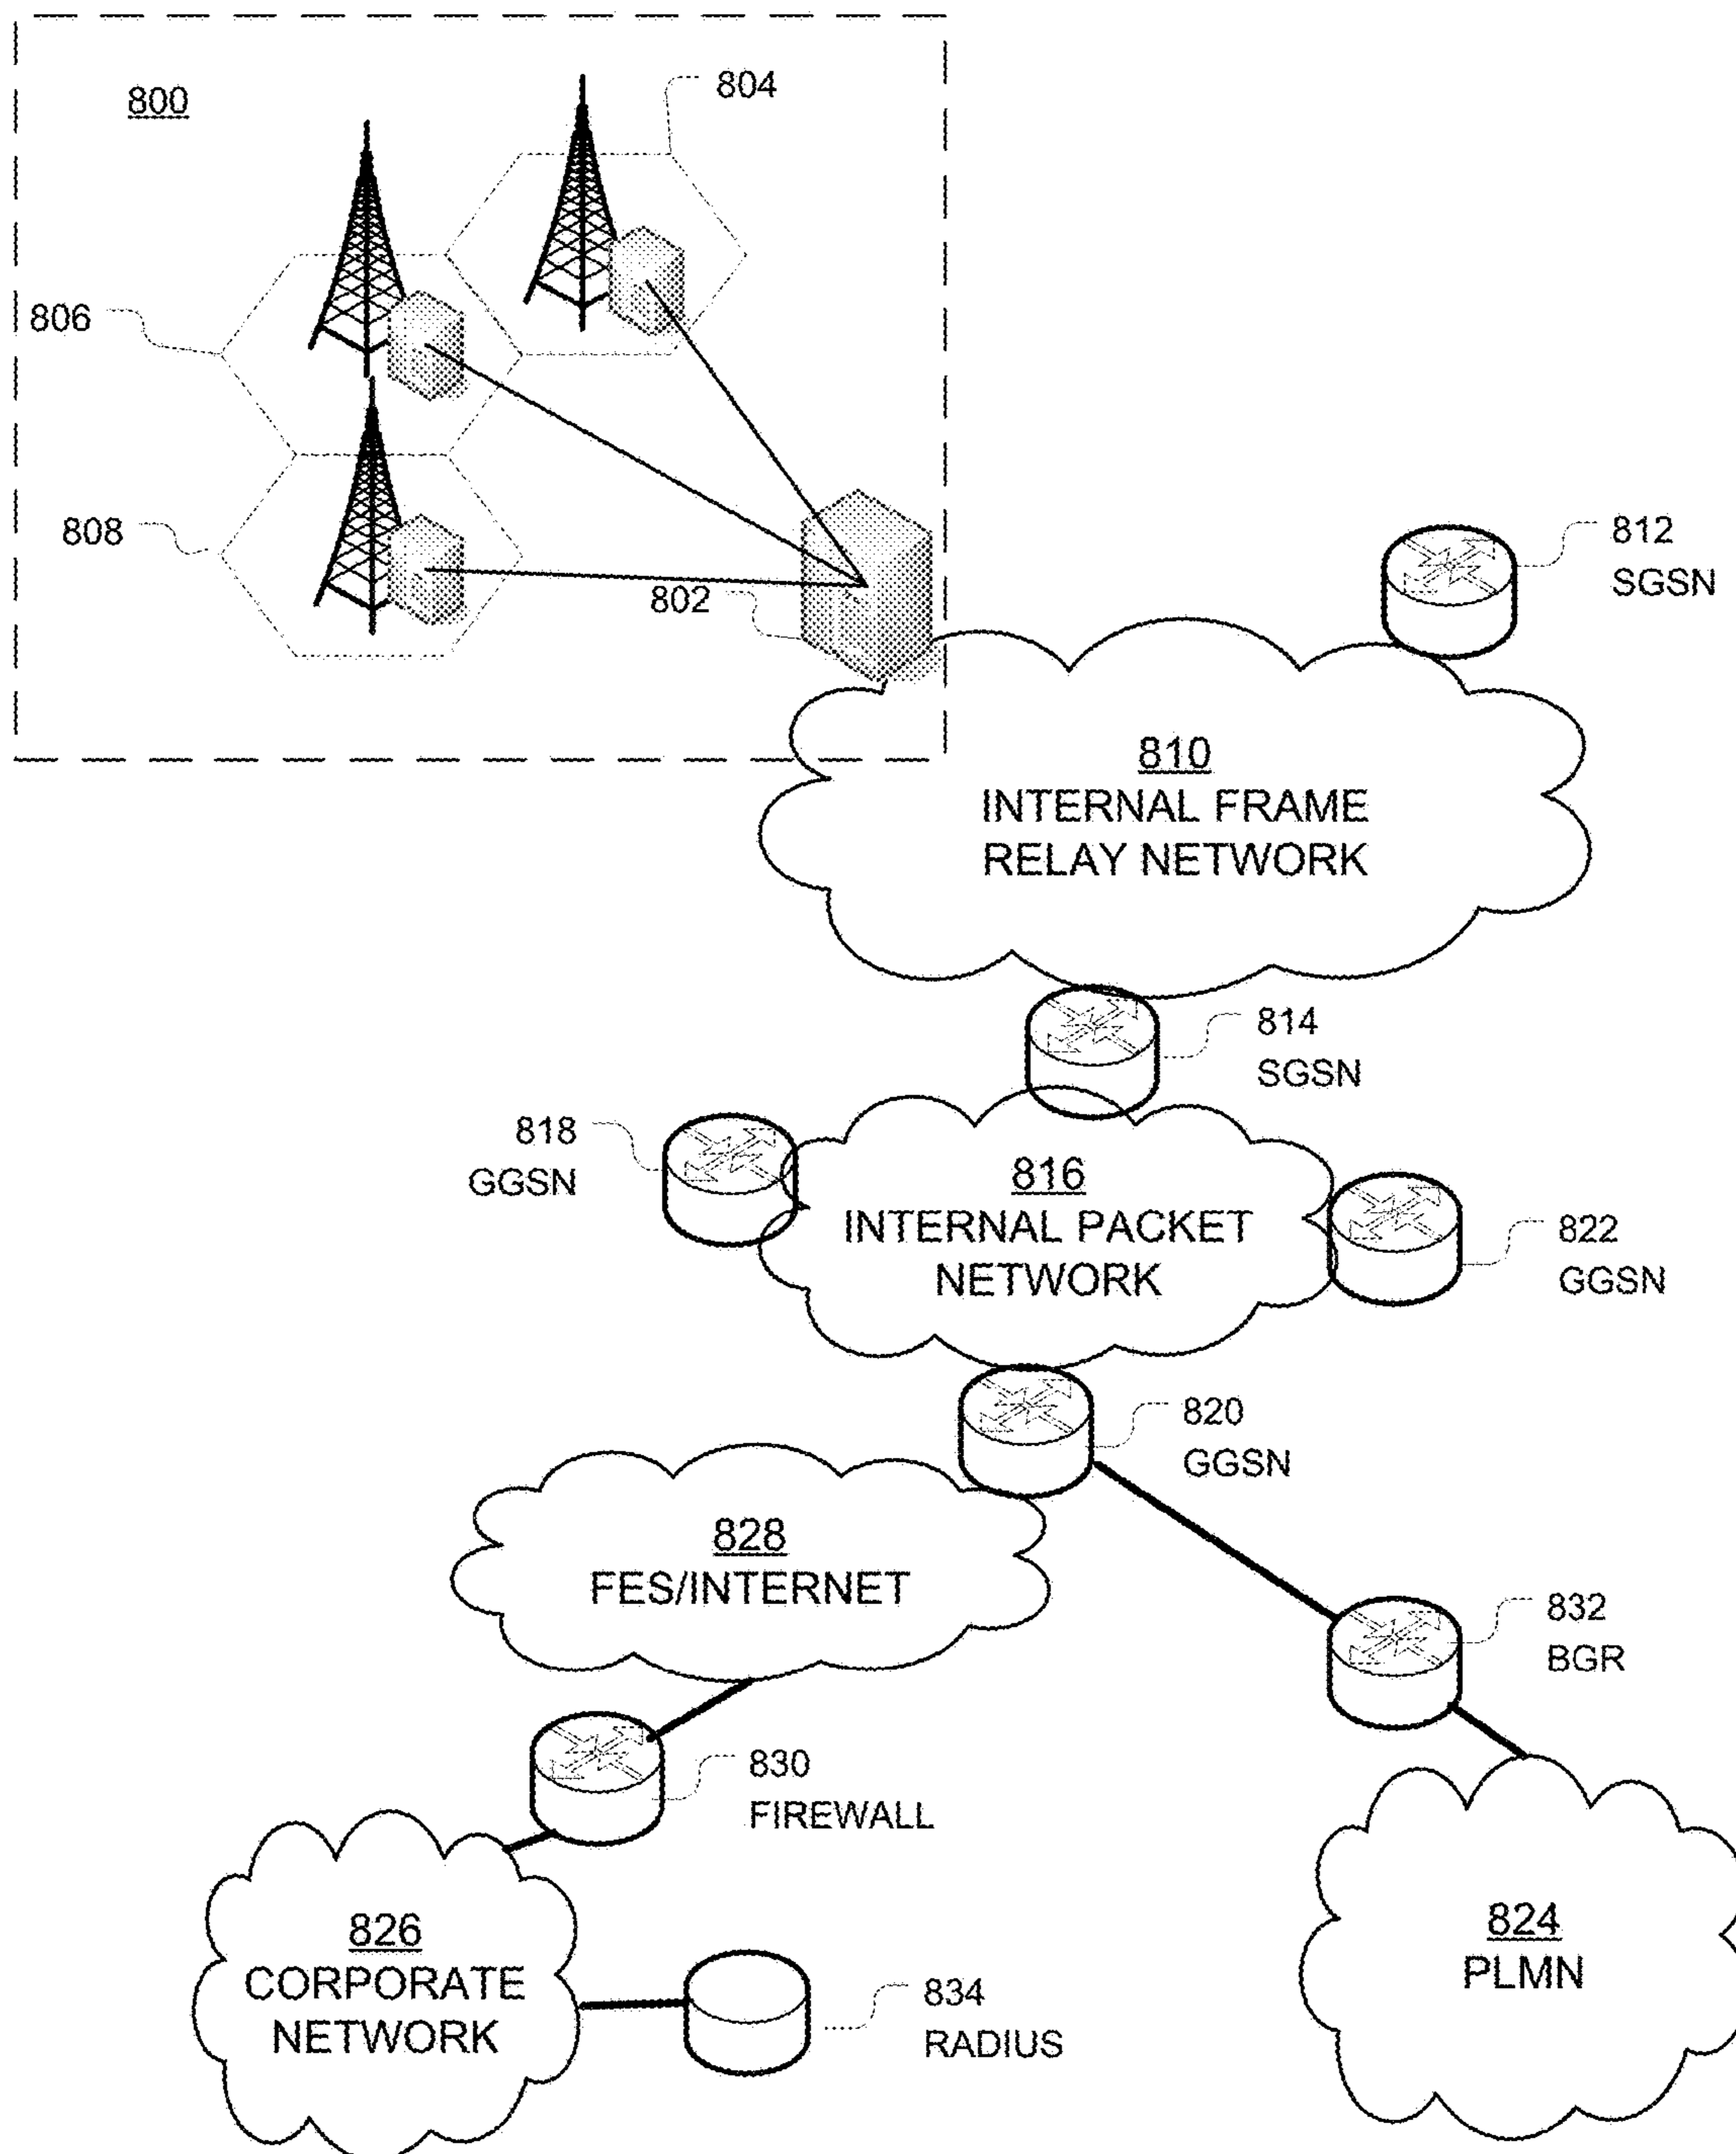 800
804
806
808
802
812
SGSN
810
INTERNAL FRAME
RELAY NETWORK
814
SGSN
818
GGSN
816
INTERNAL PACKET
NETWORK
822
GGSN
820
GGSN
828
FES/INTERNET
832
BGR
830
FIREWALL
826
CORPORATE
NETWORK
824
PLMN
834
RADIUS